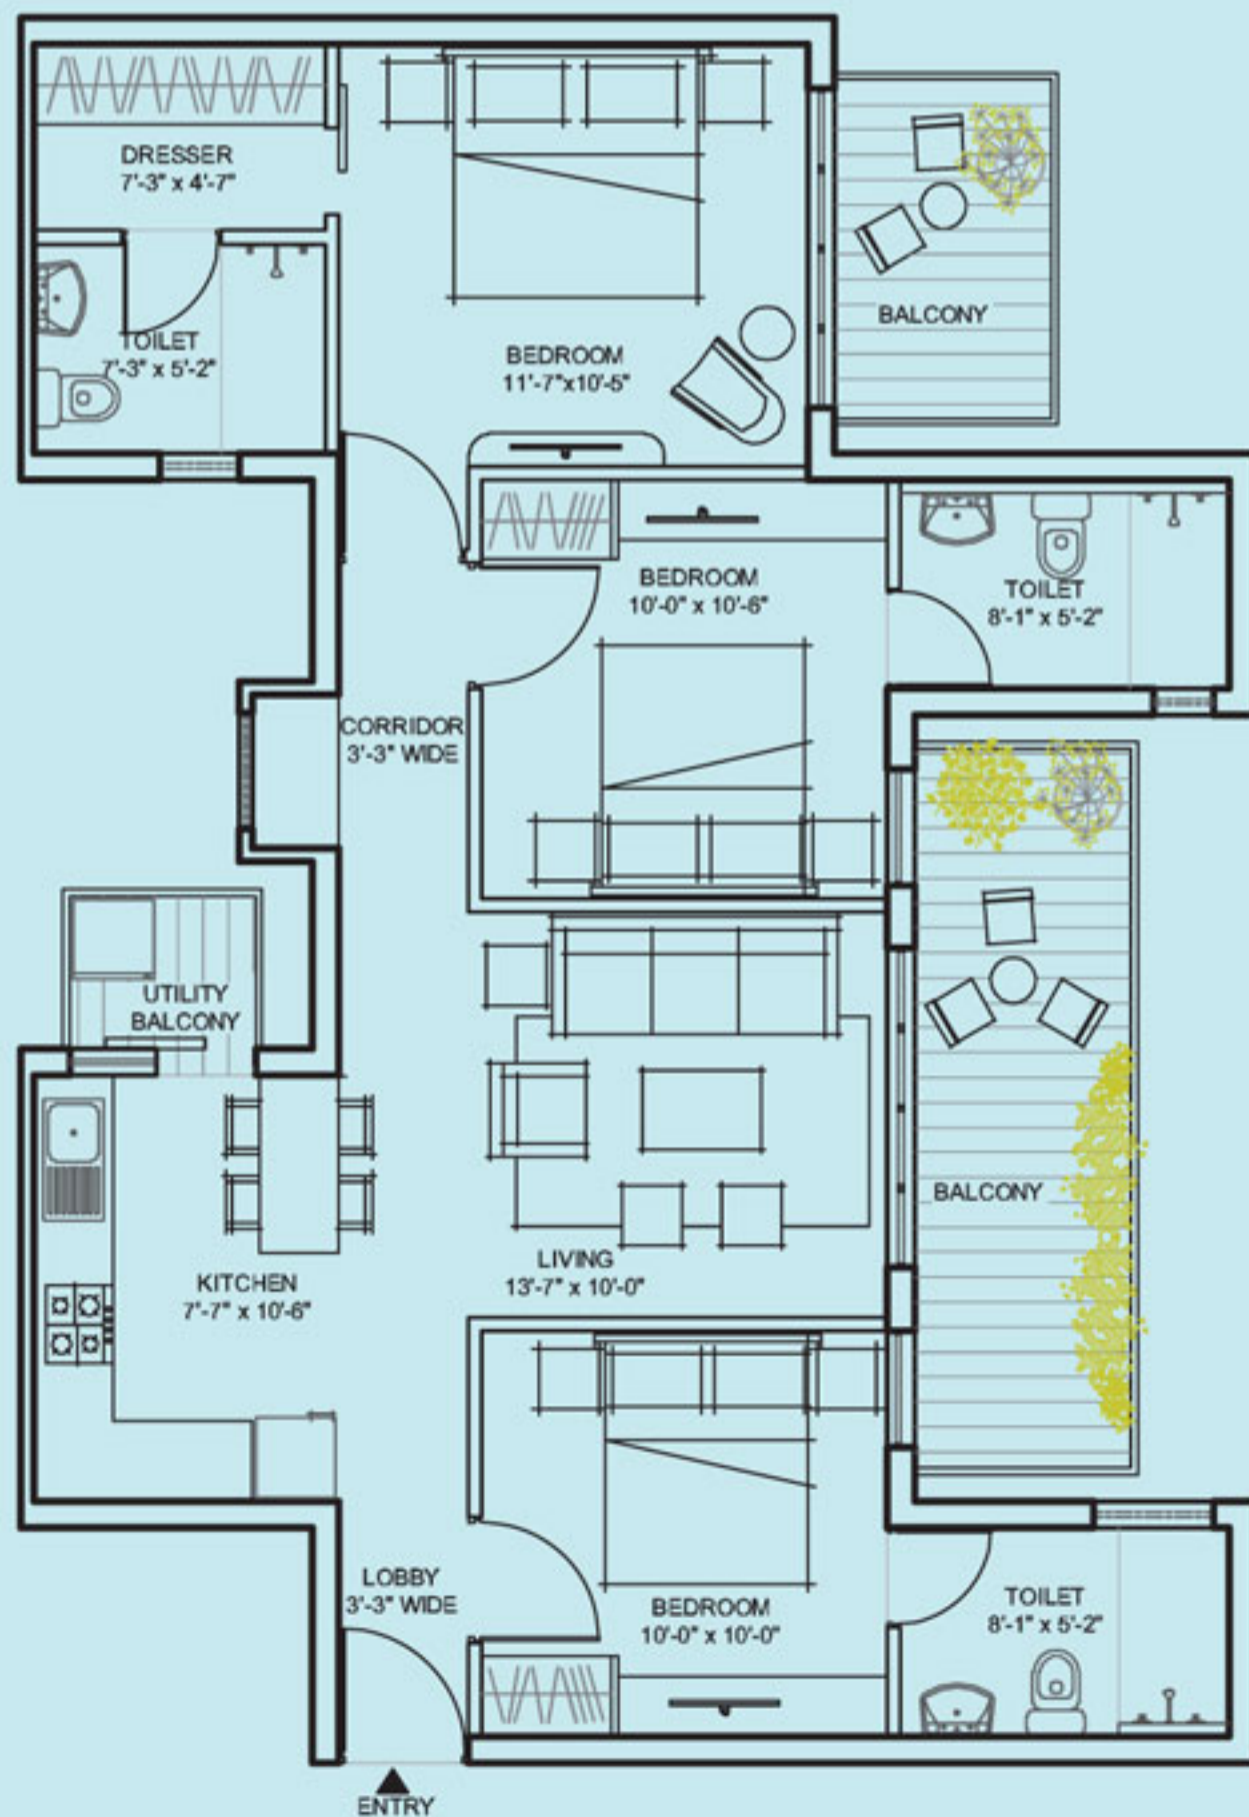 DRESSER
7'-3" x 4'-7"
TOILET
7'-3" x 5'-2"
BEDROOM
11'-7"x10'-5"
BALCONY
BEDROOM
10'-0" x 10'-6"
TOILET
8'-1" x 5'-2"
CORRIDOR
3'-3" WIDE
UTILITY
BALCONY
BALCONY
LIVING
13'-7" x 10'-0"
KITCHEN
7'-7" x 10'-6"
LOBBY
3'-3" WIDE
BEDROOM
10'-0" x 10'-0"
TOILET
8'-1" x 5'-2"
ENTRY